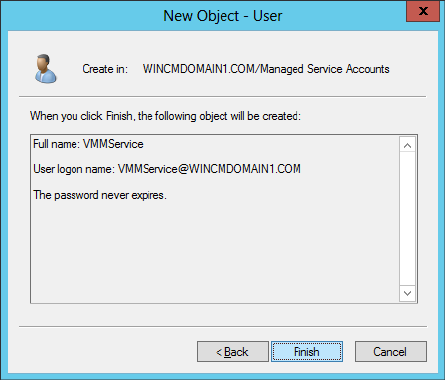 New Object - User
x
Create in: WINCMDOMAIN1.COM/Managed Service Accounts
When you click Finish, the following object will be created:
Full name: VMMService
User logon name: VMMService@WINCMDOMAIN1.COM
The password never expires.
< Back Finish Cancel